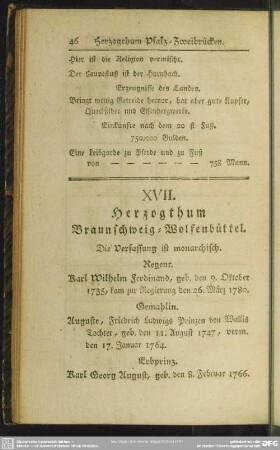 46 Herzogthum Pfalz-Zweibrücken.
Hier ist die Religion vermischt.
Der Hauptfluß ist der Hornbach.
Erzeugnisse des Landes.
Bringt wenig Getreide hervor, hat aber gute Kupfer,
Quecksilber und Eisenbergwerke.
Einkünfte nach dem 20 fl. Fuß.
750,000 Gulden.
Eine Leibgarde zu Pferde und zu Fuß
von — — — 758 Mann.
XVII.
Herzogthum
Braunschweig-Wolfenbüttel.
Die Verfassung ist monarchisch.
Regent.
Karl Wilhelm Ferdinand, geb. den 9. Oktober
1735, kam zur Regierung den 26. März 1780.
Gemahlin.
Auguste, Friedrich Ludwigs Prinzen von Wallis
Tochter, geb. den 11. August 1747, verm.
den 17. Januar 1764.
Erbprinz.
Karl Georg August, geb. den 8. Februar 1766.